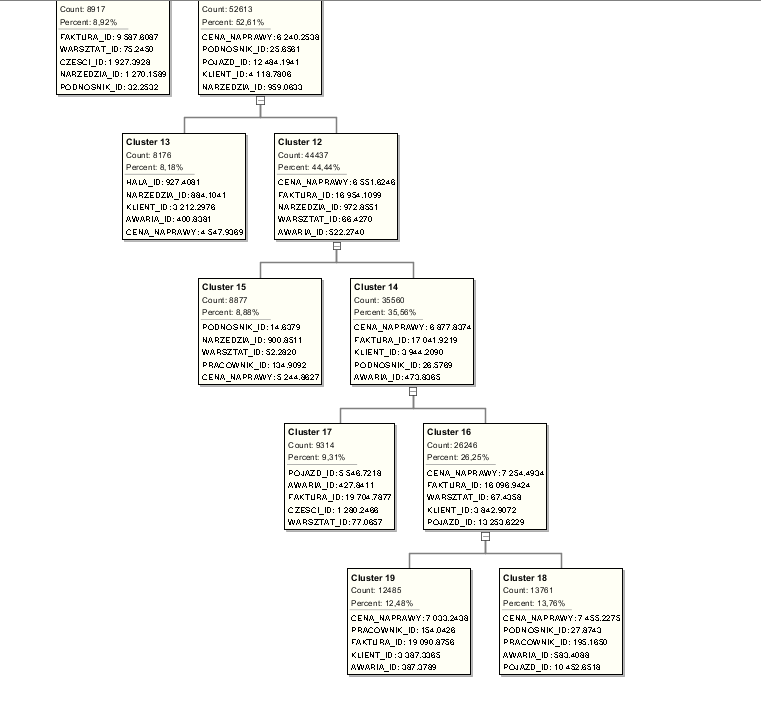 Count: 8917
Percent: 8,92%
FAKTURA_ID: 9 587.6087
WARSZTAT_ID: 75.2450
CZESCI_ID: 1 927.3928
NARZEDZIA_ID: 1 270.1589
PODNOSNIK_ID: 32.2532
Count: 52613
Percent: 52,61%
CENA_NAPRAWY: 6 240.2538
PODNOSNIK_ID: 25.6561
POJAZD_ID: 12 484.1941
KLIENT_ID: 4 118.7806
NARZEDZIA_ID: 959.0633
Cluster 13
Count: 8176
Percent: 8,18%
HALA_ID: 927.4081
NARZEDZIA_ID: 884.1041
KLIENT_ID: 3 212.2976
AWARIA_ID: 400.8381
CENA_NAPRAWY: 4 547.9369
Cluster 12
Count: 44437
Percent: 44,44%
CENA_NAPRAWY: 6 551.6246
FAKTURA_ID: 16 954.1099
NARZEDZIA_ID: 972.8551
WARSZTAT_ID: 66.4270
AWARIA_ID: 522.2740
Cluster 15
Count: 8877
Percent: 8,88%
PODNOSNIK_ID: 14.6379
NARZEDZIA_ID: 900.8511
WARSZTAT_ID: 52.2820
PRACOWNIK_ID: 134.9092
CENA_NAPRAWY: 5 244.8627
Cluster 14
Count: 35560
Percent: 35,56%
CENA_NAPRAWY: 6 877.8374
FAKTURA_ID: 17 041.9219
KLIENT_ID: 3 944.2090
PODNOSNIK_ID: 26.5769
AWARIA_ID: 473.8365
Cluster 17
Count: 9314
Percent: 9,31%
POJAZD_ID: 5 546.7218
AWARIA_ID: 427.8411
FAKTURA_ID: 19 704.7877
CZESCI_ID: 1 280.2466
WARSZTAT_ID: 77.0657
Cluster 16
Count: 26246
Percent: 26,25%
CENA_NAPRAWY: 7 254.4934
FAKTURA_ID: 16 096.9424
WARSZTAT_ID: 67.4358
KLIENT_ID: 3 842.9072
POJAZD_ID: 13 253.6229
Cluster 19
Count: 12485
Percent: 12,48%
CENA_NAPRAWY: 7 033.2438
PRACOWNIK_ID: 154.0426
FAKTURA_ID: 19 090.8756
KLIENT_ID: 3 387.3365
AWARIA_ID: 387.3789
Cluster 18
Count: 13761
Percent: 13,76%
CENA_NAPRAWY: 7 455.2275
PODNOSNIK_ID: 27.8743
PRACOWNIK_ID: 195.1650
AWARIA_ID: 583.4088
POJAZD_ID: 10 452.6518